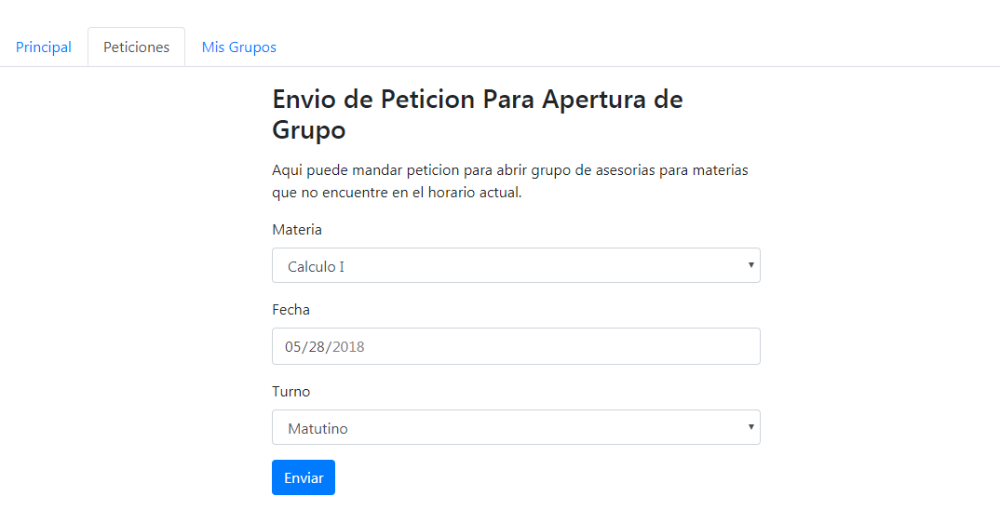 Principal Peticiones Mis Grupos
Envio de Peticion Para Apertura de
Grupo
Aqui puede mandar peticion para abrir grupo de asesorias para materias
que no encuentre en el horario actual.
Materia
Calculo I
Fecha
05/28/2018
Turno
Matutino
Enviar